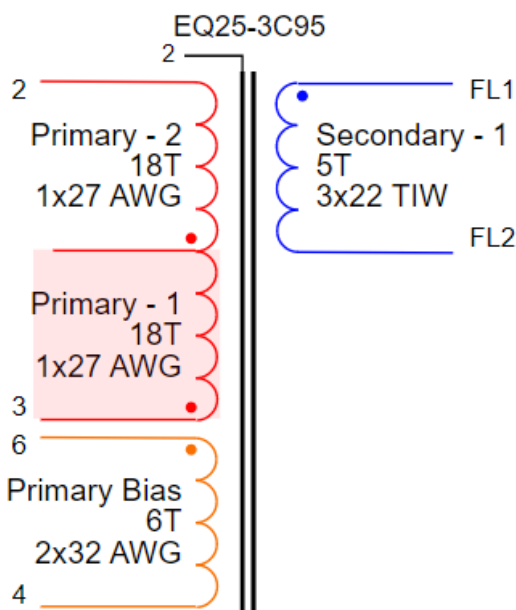 EQ25-3C95
2
2
FL1
Primary - 2
18T
1x27 AWG
Secondary - 1
5T
3x22 TIW
FL2
Primary - 1
18T
1x27 AWG
3
6
Primary Bias
6T
2x32 AWG
4